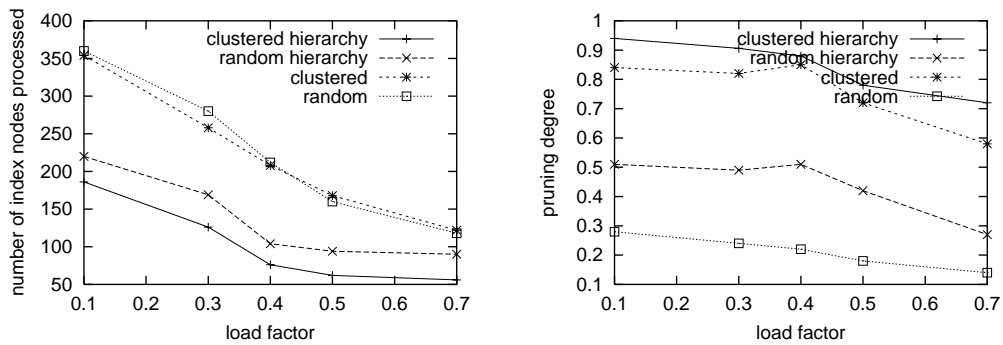 number of index nodes processed
400
350
300
250
200
150
100
50
0.1 0.2 0.3 0.4 0.5 0.6 0.7
load factor
clustered hierarchy
random hierarchy
clustered
random
pruning degree
1
0.9
0.8
0.7
0.6
0.5
0.4
0.3
0.2
0.1
0.1 0.2 0.3 0.4 0.5 0.6 0.7
load factor
clustered hierarchy
random hierarchy
clustered
random